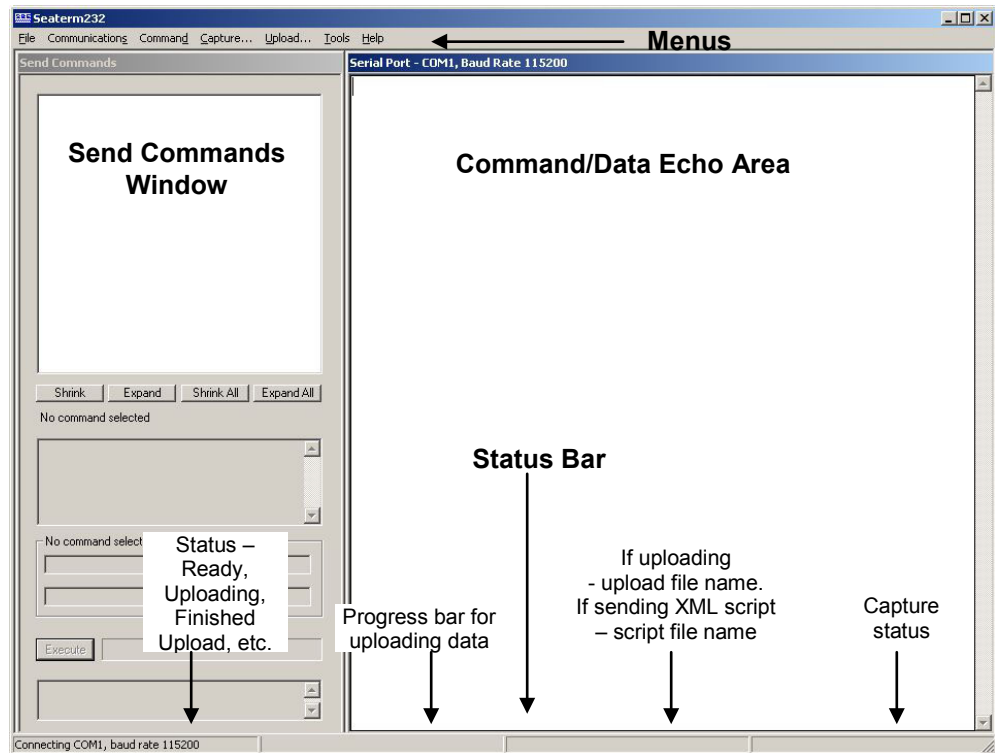 Seaterm232
File Communications Command Capture... Upload... Tools Help
Menus
Send Commands
Serial Port - COM1, Baud Rate 115200
Send Commands
Window
Command/Data Echo Area
Shrink Expand Shrink All Expand All
No command selected
Status Bar
No command select
Status –
Ready,
Uploading,
Finished
Upload, etc.
Progress bar for
uploading data
If uploading
- upload file name.
If sending XML script
– script file name
Capture
status
Execute
Connecting COM1, baud rate 115200